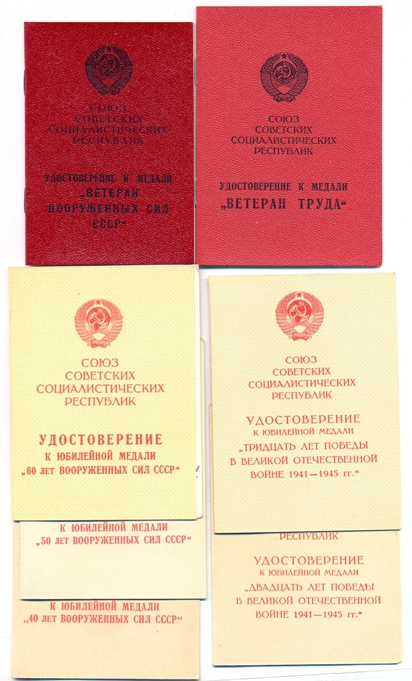 СОЮЗ
СОВЕТСКИХ
СОЦИАЛИСТИЧЕСКИХ
РЕСПУБЛИК
УДОСТОВЕРЕНИЕ К МЕДАЛИ
„ВЕТЕРАН
ВООРУЖЕННЫХ СИЛ
СССР“
СОЮЗ
СОВЕТСКИХ
СОЦИАЛИСТИЧЕСКИХ
РЕСПУБЛИК
УДОСТОВЕРЕНИЕ К МЕДАЛИ
„ВЕТЕРАН ТРУДА“
СОЮЗ
СОВЕТСКИХ
СОЦИАЛИСТИЧЕСКИХ
РЕСПУБЛИК
УДОСТОВЕРЕНИЕ
К ЮБИЛЕЙНОЙ МЕДАЛИ
„60 ЛЕТ ВООРУЖЕННЫХ СИЛ СССР“
К ЮБИЛЕЙНОЙ МЕДАЛИ
„50 ЛЕТ ВООРУЖЕННЫХ СИЛ СССР“
К ЮБИЛЕЙНОЙ МЕДАЛИ
„40 ЛЕТ ВООРУЖЕННЫХ СИЛ СССР“
СОЮЗ
СОВЕТСКИХ
СОЦИАЛИСТИЧЕСКИХ
РЕСПУБЛИК
УДОСТОВЕРЕНИЕ
К ЮБИЛЕЙНОЙ МЕДАЛИ
„ТРИДЦАТЬ ЛЕТ ПОБЕДЫ
В ВЕЛИКОЙ ОТЕЧЕСТВЕННОЙ
ВОЙНЕ 1941—1945 гг.“
РЕСПУБЛИК
УДОСТОВЕРЕНИЕ
К ЮБИЛЕЙНОЙ МЕДАЛИ
„ДВАДЦАТЬ ЛЕТ ПОБЕДЫ
В ВЕЛИКОЙ ОТЕЧЕСТВЕННОЙ
ВОЙНЕ 1941—1945 гг.“